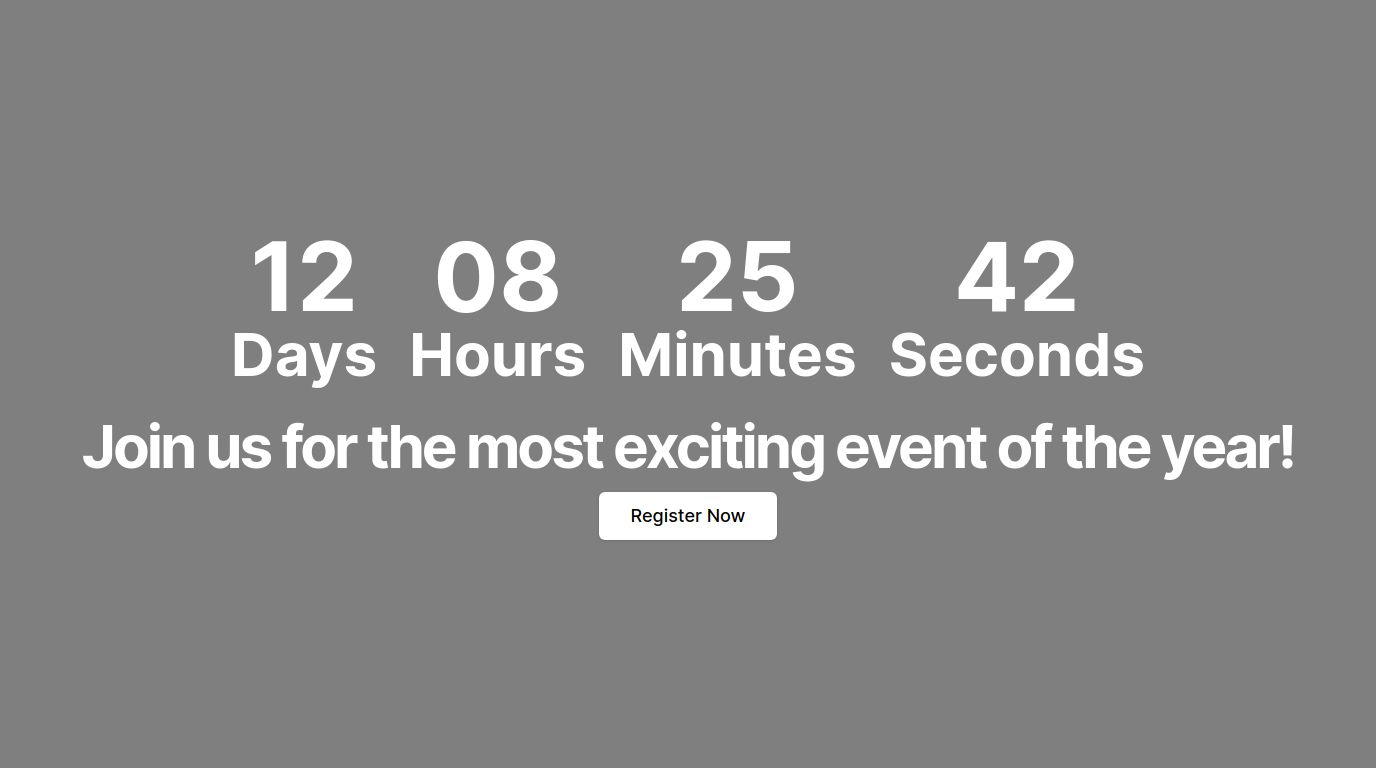 12 08 25 42
Days Hours Minutes Seconds
Join us for the most exciting event of the year!
Register Now